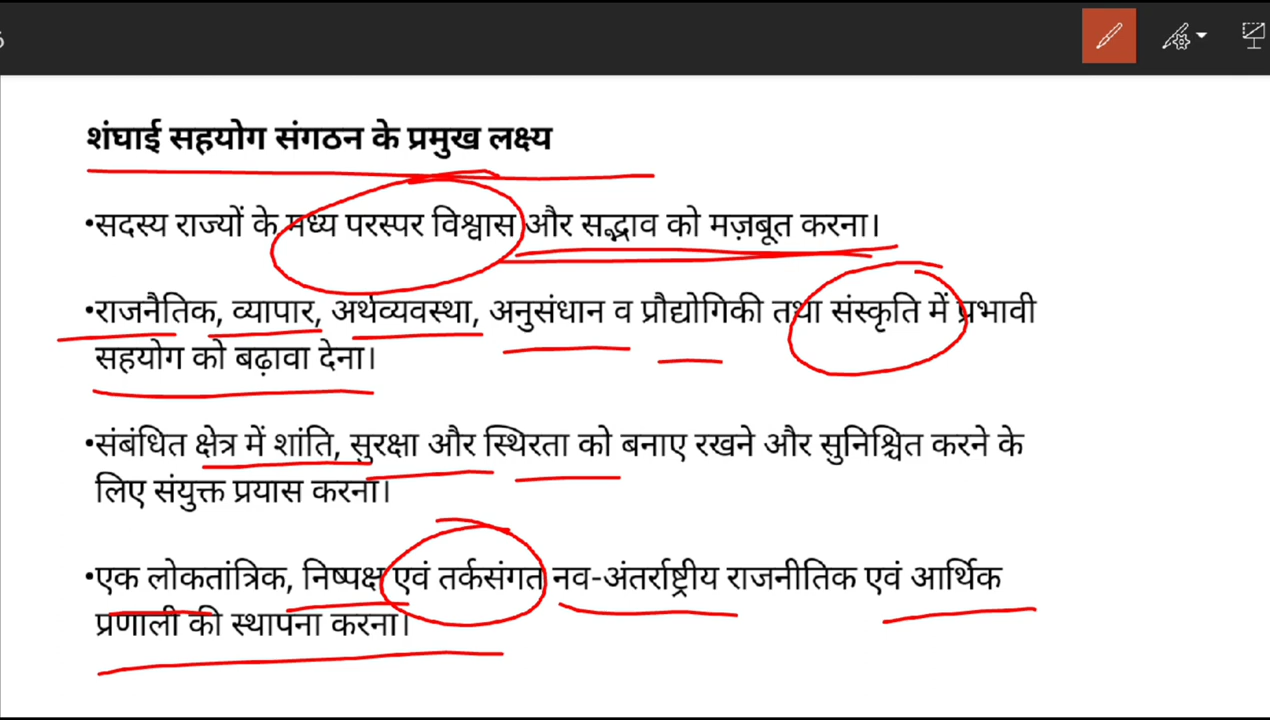 शंघाई सहयोग संगठन के प्रमुख लक्ष्य
•सदस्य राज्यों के मध्य परस्पर विश्वास और सद्भाव को मज़बूत करना।
•राजनैतिक, व्यापार, अर्थव्यवस्था, अनुसंधान व प्रौद्योगिकी तथा संस्कृति में प्रभावी
सहयोग को बढ़ावा देना।
•संबंधित क्षेत्र में शांति, सुरक्षा और स्थिरता को बनाए रखने और सुनिश्चित करने के
लिए संयुक्त प्रयास करना।
•एक लोकतांत्रिक, निष्पक्ष एवं तर्कसंगत नव-अंतर्राष्ट्रीय राजनीतिक एवं आर्थिक
प्रणाली की स्थापना करना।